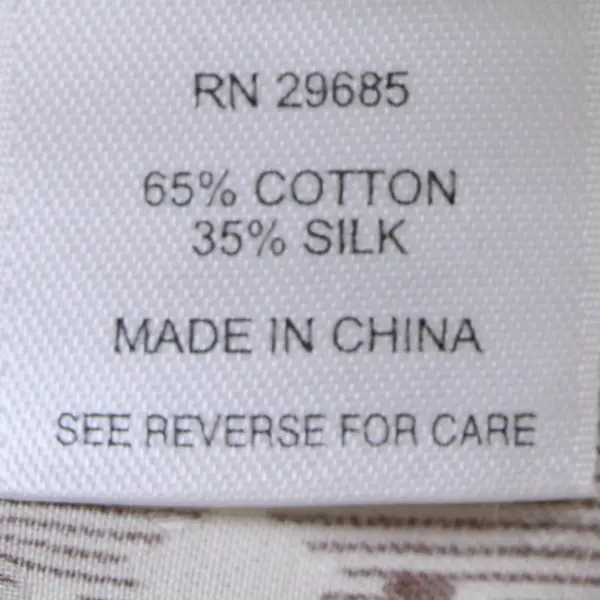 RN 29685
65% COTTON
35% SILK
MADE IN CHINA
SEE REVERSE FOR CARE